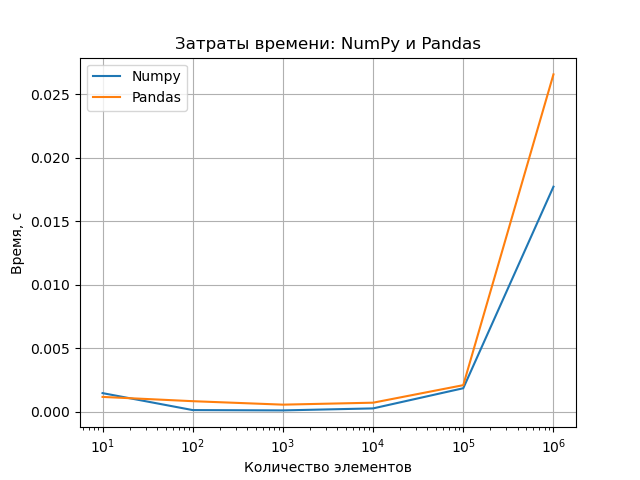 Затраты времени: NumPy и Pandas
Numpy
Pandas
0.025
0.020
0.015
0.010
0.005
0.000
Время, с
10¹ 10² 10³ 10⁴ 10⁵ 10⁶
Количество элементов